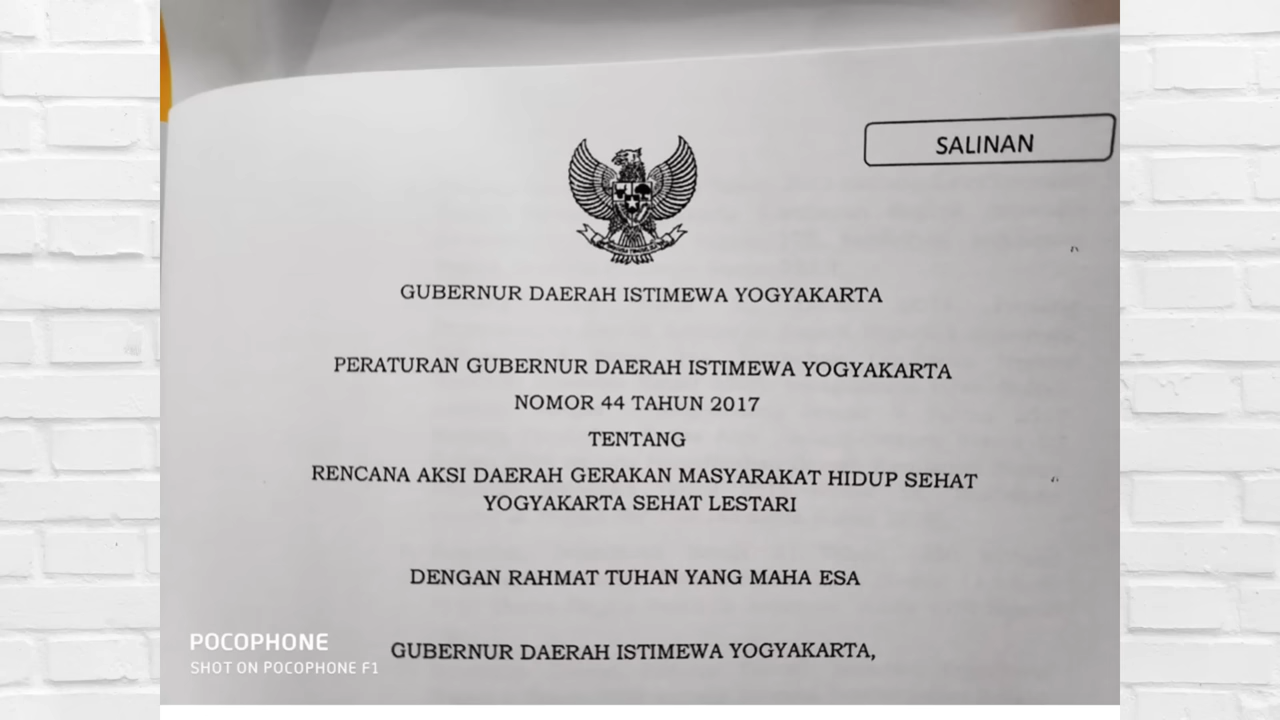 SALINAN
GUBERNUR DAERAH ISTIMEWA YOGYAKARTA
PERATURAN GUBERNUR DAERAH ISTIMEWA YOGYAKARTA
NOMOR 44 TAHUN 2017
TENTANG
RENCANA AKSI DAERAH GERAKAN MASYARAKAT HIDUP SEHAT
YOGYAKARTA SEHAT LESTARI
DENGAN RAHMAT TUHAN YANG MAHA ESA
GUBERNUR DAERAH ISTIMEWA YOGYAKARTA,
POCOPHONE
SHOT ON POCOPHONE F1